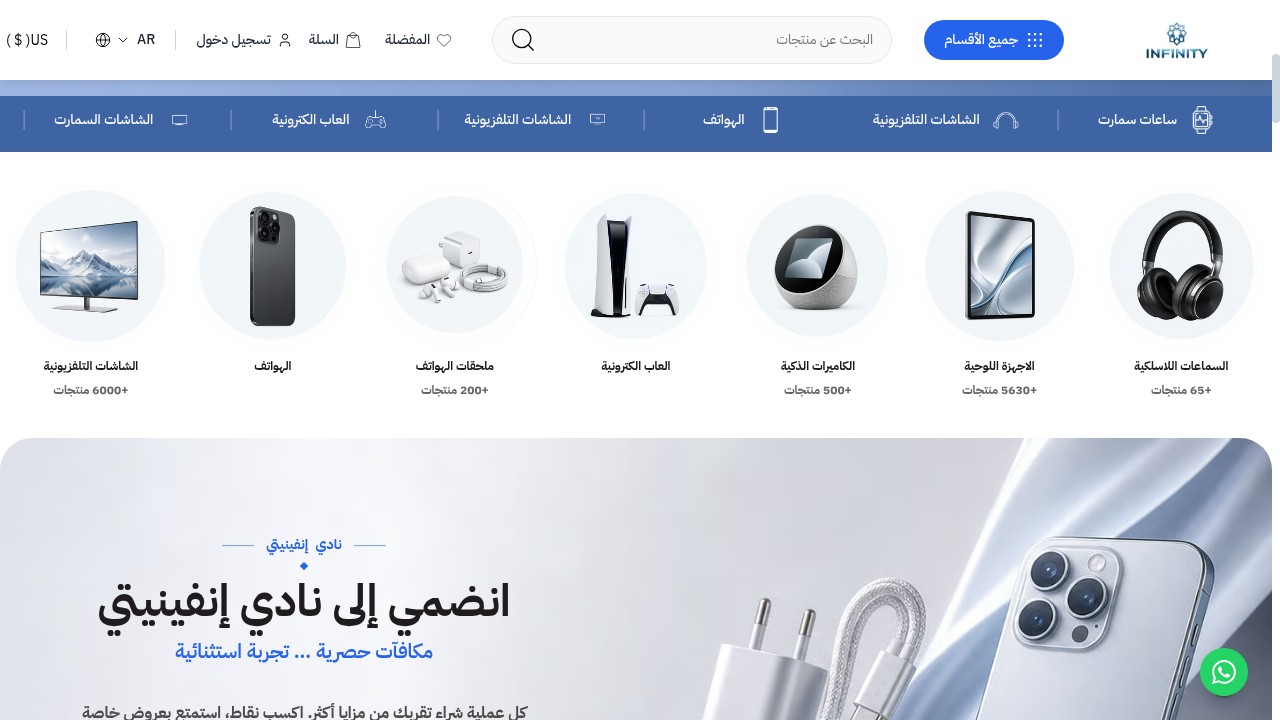 INFINITY
جميع الأقسام
البحث عن منتجات
المفضلة
السلة
تسجيل دخول
AR
US( $ )
ساعات سمارت
الشاشات التلفزيونية
الهواتف
الشاشات التلفزيونية
العاب الكترونية
الشاشات السمارت
السماعات اللاسلكية
+65 منتجات
الاجهزة اللوحية
+5630 منتجات
الكاميرات الذكية
+500 منتجات
العاب الكترونية
ملحقات الهواتف
+200 منتجات
الهواتف
الشاشات التلفزيونية
+6000 منتجات
نادي إنفينيتي
انضمي إلى نادي إنفينيتي
مكافآت حصرية ... تجربة استثنائية
كل عملية شراء تقربك من مزايا أكثر. اكسب نقاط، استمتع بعروض خاصة